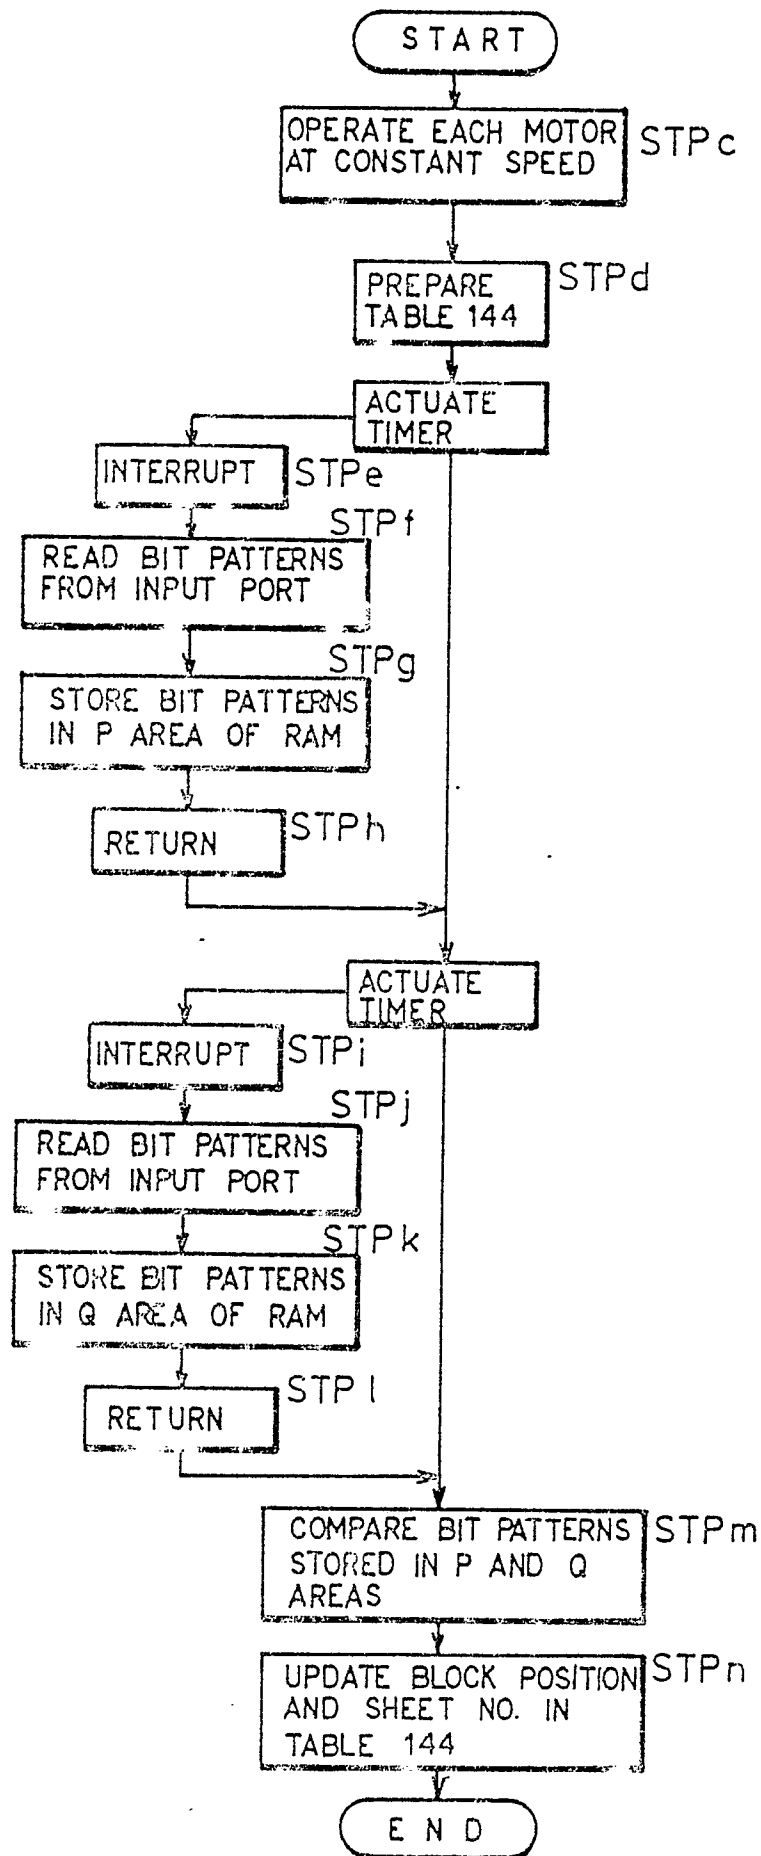 START
OPERATE EACH MOTOR
AT CONSTANT SPEED
STPc
PREPARE
TABLE 144
STPd
ACTUATE
TIMER
INTERRUPT
STPe
STPf
READ BIT PATTERNS
FROM INPUT PORT
STPg
STORE BIT PATTERNS
IN P AREA OF RAM
RETURN
STPh
ACTUATE
TIMER
INTERRUPT
STPi
STPj
READ BIT PATTERNS
FROM INPUT PORT
STPk
STORE BIT PATTERNS
IN Q AREA OF RAM
RETURN
STPl
COMPARE BIT PATTERNS
STORED IN P AND Q
AREAS
STPm
UPDATE BLOCK POSITION
AND SHEET NO. IN
TABLE 144
STPn
END